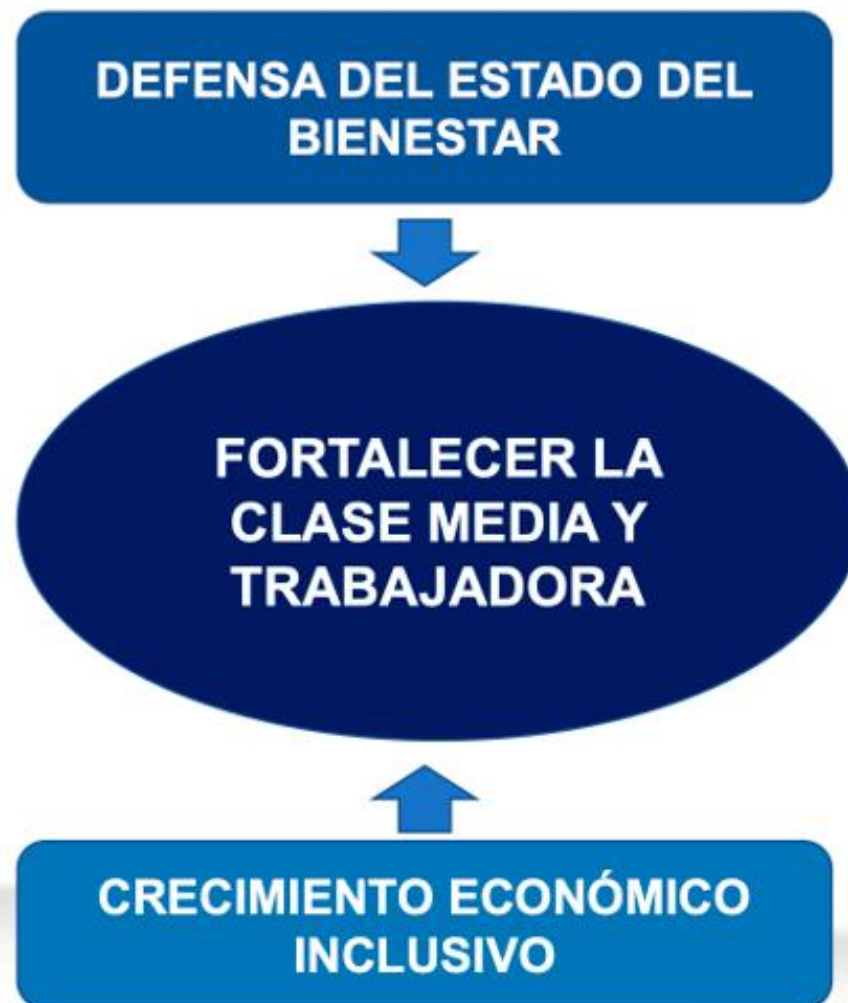 DEFENSA DEL ESTADO DEL
BIENESTAR
FORTALECER LA
CLASE MEDIA Y
TRABAJADORA
CRECIMIENTO ECONÓMICO
INCLUSIVO